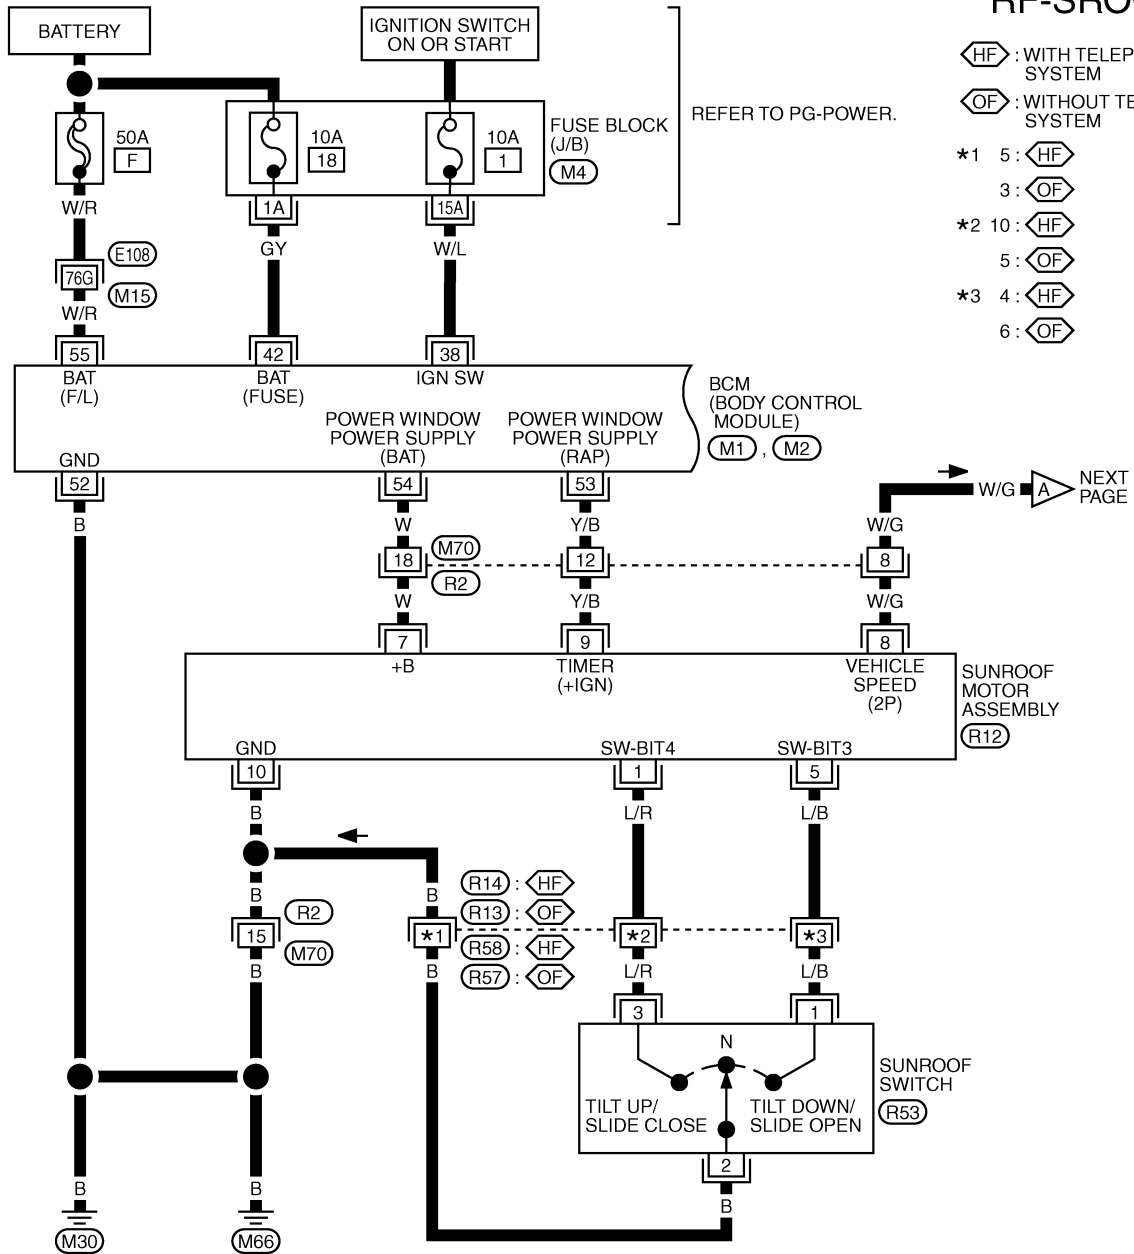 RF-SRO
BATTERY
IGNITION SWITCH
ON OR START
HF : WITH TELEP
SYSTEM
OF : WITHOUT TE
SYSTEM
REFER TO PG-POWER.
50A
F
10A
18
10A
1
FUSE BLOCK
(J/B)
M4
*1 5 : HF
3 : OF
*2 10 : HF
5 : OF
*3 4 : HF
6 : OF
1A
15A
W/R
GY
W/L
E108
76G
M15
W/R
55
42
38
BAT
(F/L)
BAT
(FUSE)
IGN SW
BCM
(BODY CONTROL
MODULE)
M1 , M2
POWER WINDOW
POWER SUPPLY
(BAT)
POWER WINDOW
POWER SUPPLY
(RAP)
GND
52
54
53
W/G
A
NEXT
PAGE
B
W
Y/B
W/G
18
M70
12
8
R2
W
Y/B
W/G
7
9
8
+B
TIMER
(+IGN)
VEHICLE
SPEED
(2P)
SUNROOF
MOTOR
ASSEMBLY
R12
GND
SW-BIT4
SW-BIT3
10
1
5
B
L/R
L/B
B
B
R14 : HF
R13 : OF
R2
15
M70
*1
*2
*3
R58 : HF
R57 : OF
B
B
L/R
L/B
3
1
N
SUNROOF
SWITCH
R53
TILT UP/
SLIDE CLOSE
TILT DOWN/
SLIDE OPEN
2
B
B
B
M30
M66